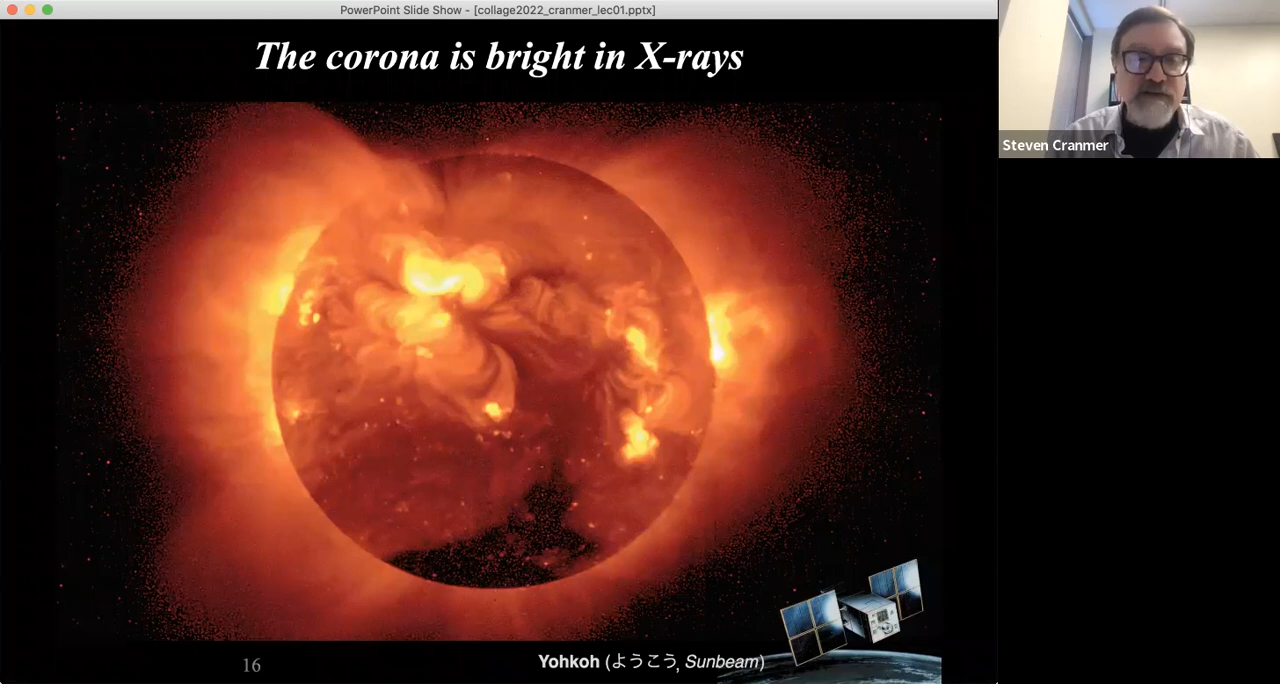 PowerPoint Slide Show - [collage2022_cranmer_lec01.pptx]
The corona is bright in X-rays
Steven Cranmer
16
Yohkoh (ようこう, Sunbeam)